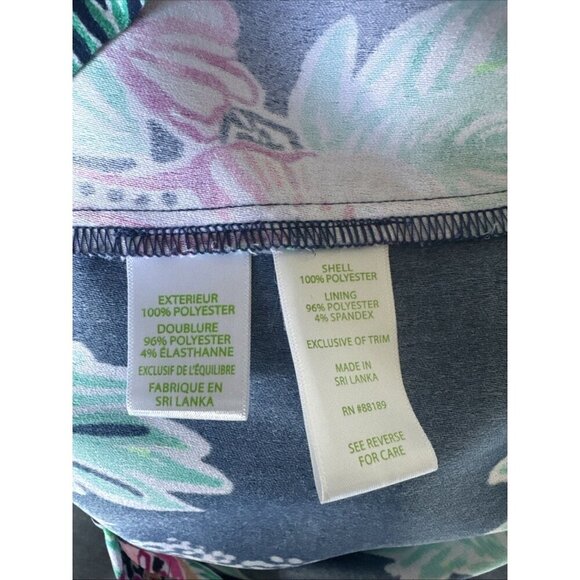 EXTERIEUR
100% POLYESTER
DOUBLURE
96% POLYESTER
4% ÉLASTHANNE
EXCLUSIF DE L'ÉQUILIBRE
FABRIQUE EN
SRI LANKA
SHELL
100% POLYESTER
LINING
96% POLYESTER
4% SPANDEX
EXCLUSIVE OF TRIM
MADE IN
SRI LANKA
RN #88189
SEE REVERSE
FOR CARE